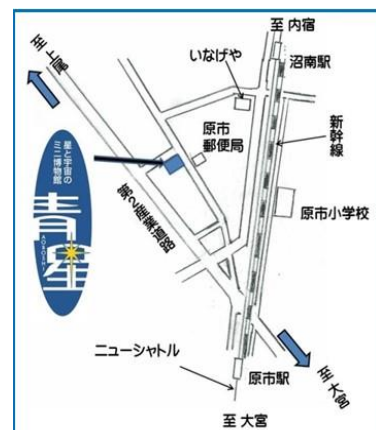 至 内宿
至 上尾
いなげや
沼南駅
原市
郵便局
新幹線
星と宇宙の
ミニ博物館
青星
AOBOSHI
第2産業道路
原市小学校
ニューシャトル
原市駅
至 大宮
至 大宮